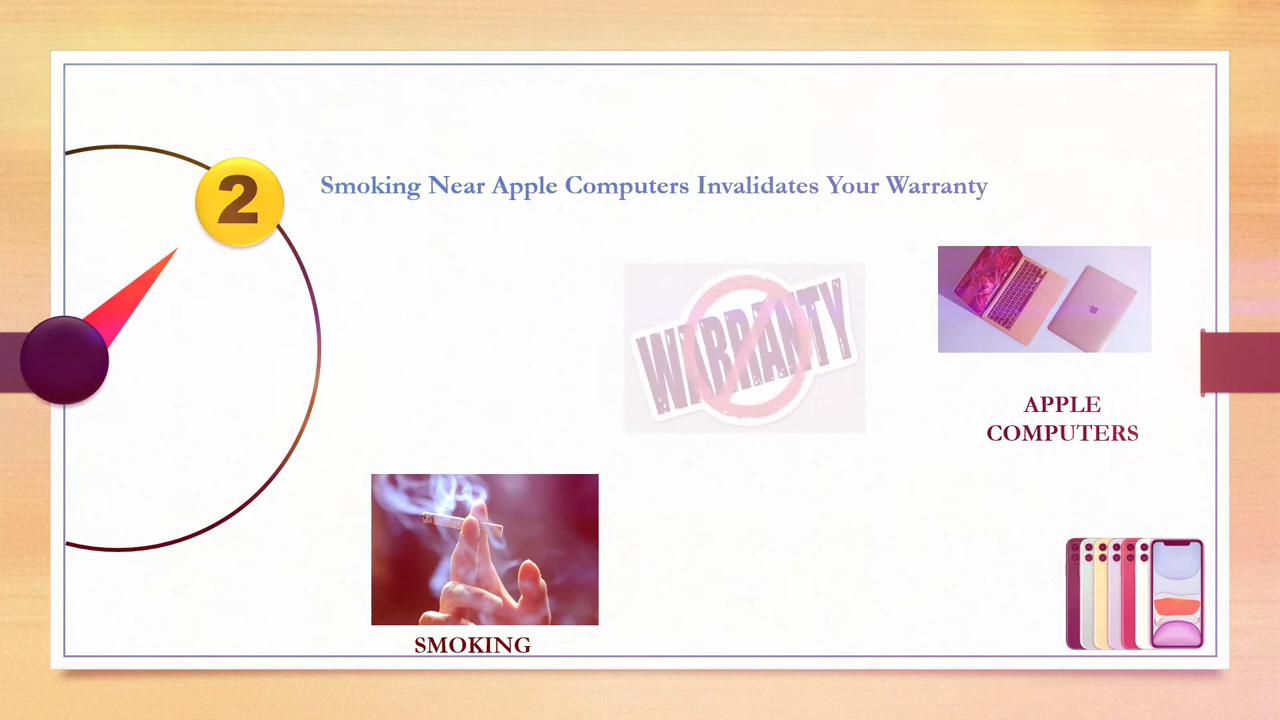 2
Smoking Near Apple Computers Invalidates Your Warranty
WARRANTY
APPLE
COMPUTERS
SMOKING